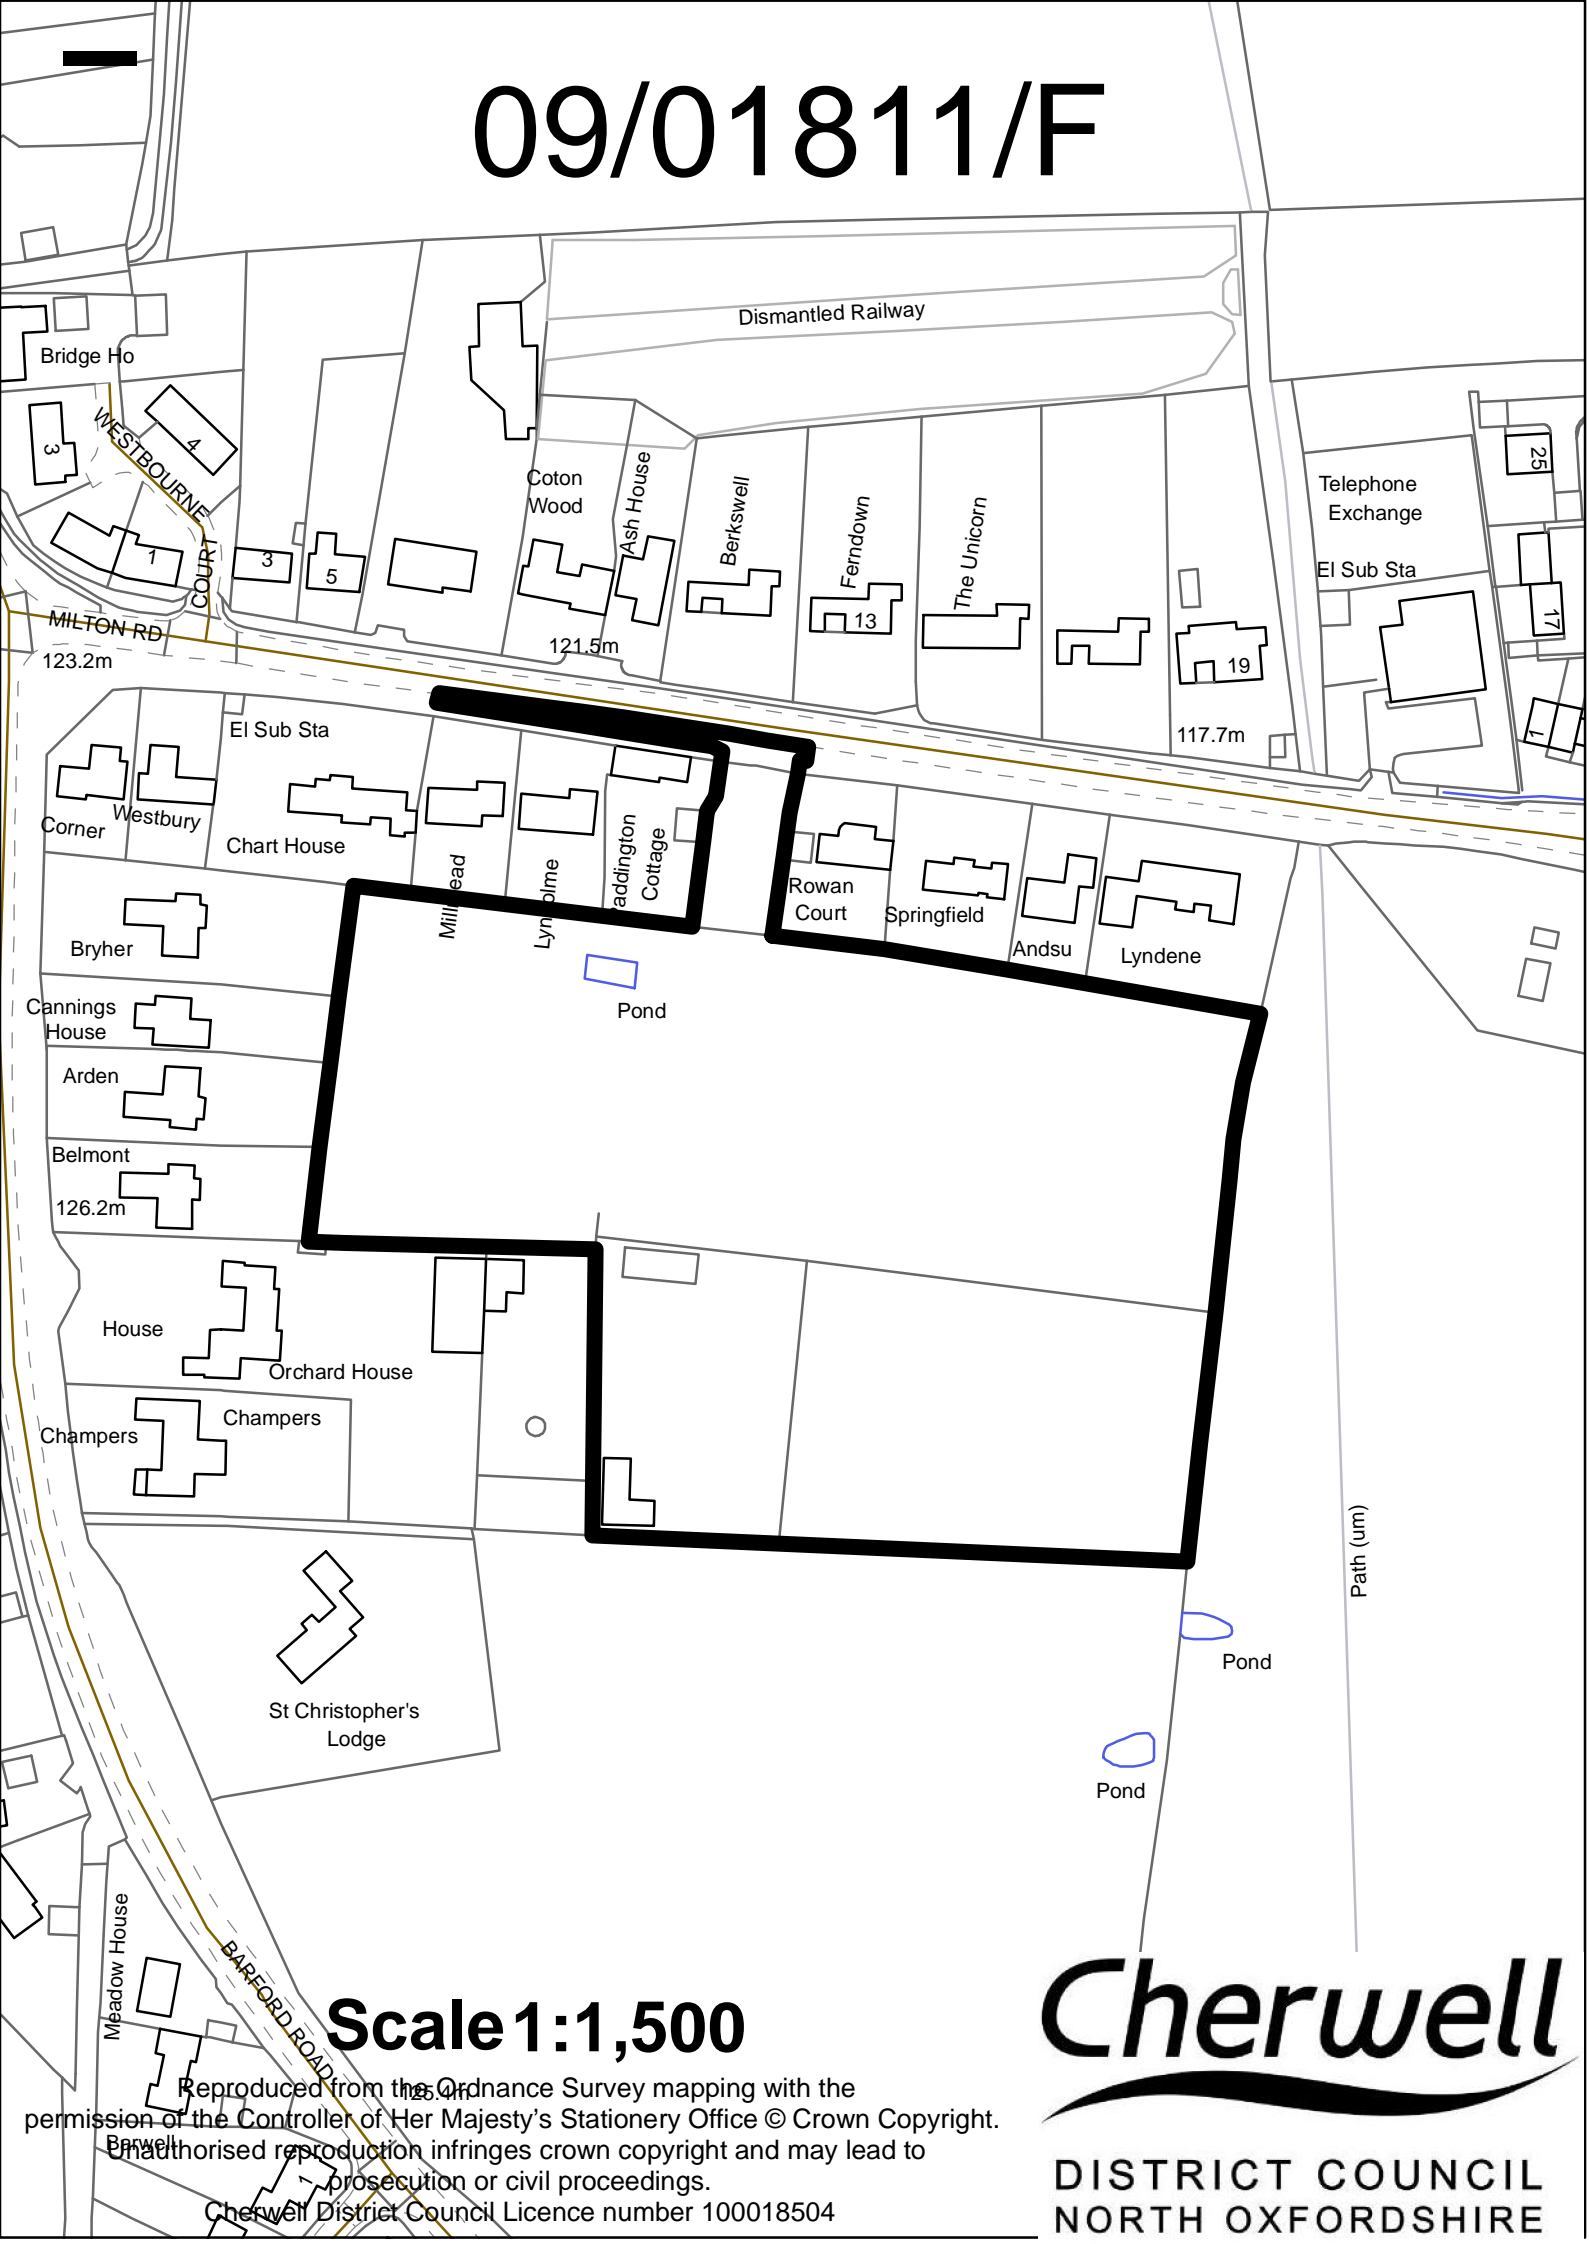 09/01811/F
Dismantled Railway
Bridge Ho
3
4
WESTBOURNE
COURT
1
3
5
Coton
Wood
Ash House
Berkswell
Ferndown
13
The Unicorn
19
Telephone
Exchange
El Sub Sta
25
17
1
MILTON RD
123.2m
121.5m
117.7m
El Sub Sta
Corner
Westbury
Chart House
Cottage
Rowan
Court
Springfield
Andsu
Lyndene
Bryher
Cannings
House
Arden
Belmont
126.2m
Pond
House
Orchard House
Champers
Champers
St Christopher's
Lodge
Path (um)
Pond
Pond
Meadow House
BARFORD ROAD
125.4m
Barwell
1
Scale 1:1,500
Reproduced from the Ordnance Survey mapping with the
permission of the Controller of Her Majesty's Stationery Office © Crown Copyright.
Unauthorised reproduction infringes crown copyright and may lead to
prosecution or civil proceedings.
Cherwell District Council Licence number 100018504
Cherwell
DISTRICT COUNCIL
NORTH OXFORDSHIRE